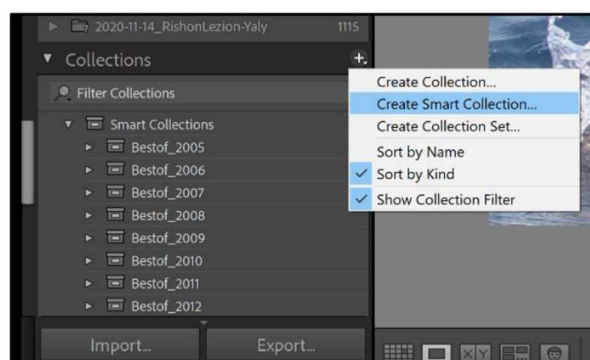 2020-11-14_RishonLezion-Yaly 1115
Collections
Filter Collections
Smart Collections
Bestof_2005
Bestof_2006
Bestof_2007
Bestof_2008
Bestof_2009
Bestof_2010
Bestof_2011
Bestof_2012
Import... Export...
Create Collection...
Create Smart Collection...
Create Collection Set...
Sort by Name
Sort by Kind
Show Collection Filter
X Y